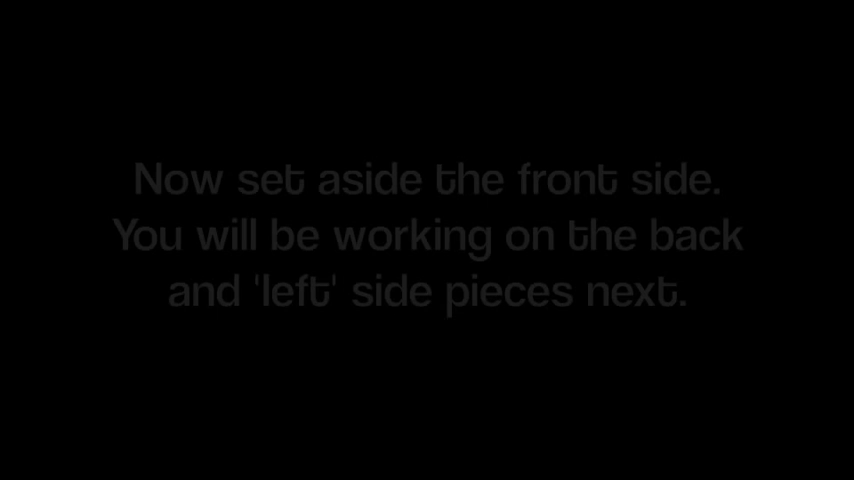 Now set aside the front side.
You will be working on the back
and 'left' side pieces next.